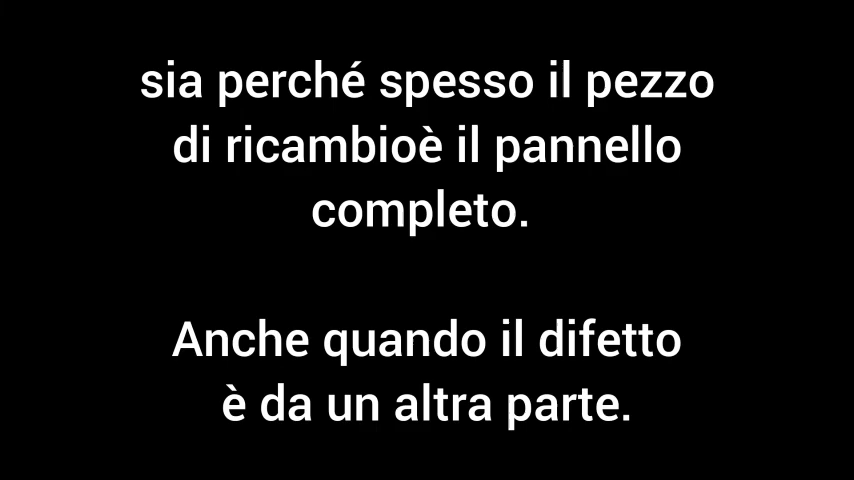 sia perché spesso il pezzo
di ricambioè il pannello
completo.
Anche quando il difetto
è da un altra parte.